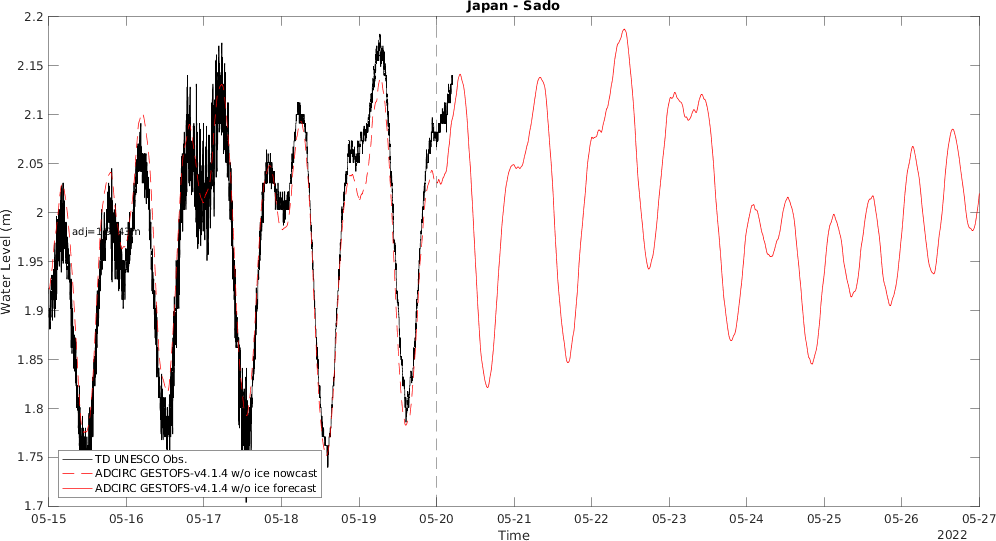 Japan - Sado
2.2
2.15
2.1
2.05
2
1.95
1.9
1.85
1.8
1.75
1.7
Water Level (m)
TD UNESCO Obs.
ADCIRC GESTOFS-v4.1.4 w/o ice nowcast
ADCIRC GESTOFS-v4.1.4 w/o ice forecast
05-15 05-16 05-17 05-18 05-19 05-20 05-21 05-22 05-23 05-24 05-25 05-26 05-27
Time
2022